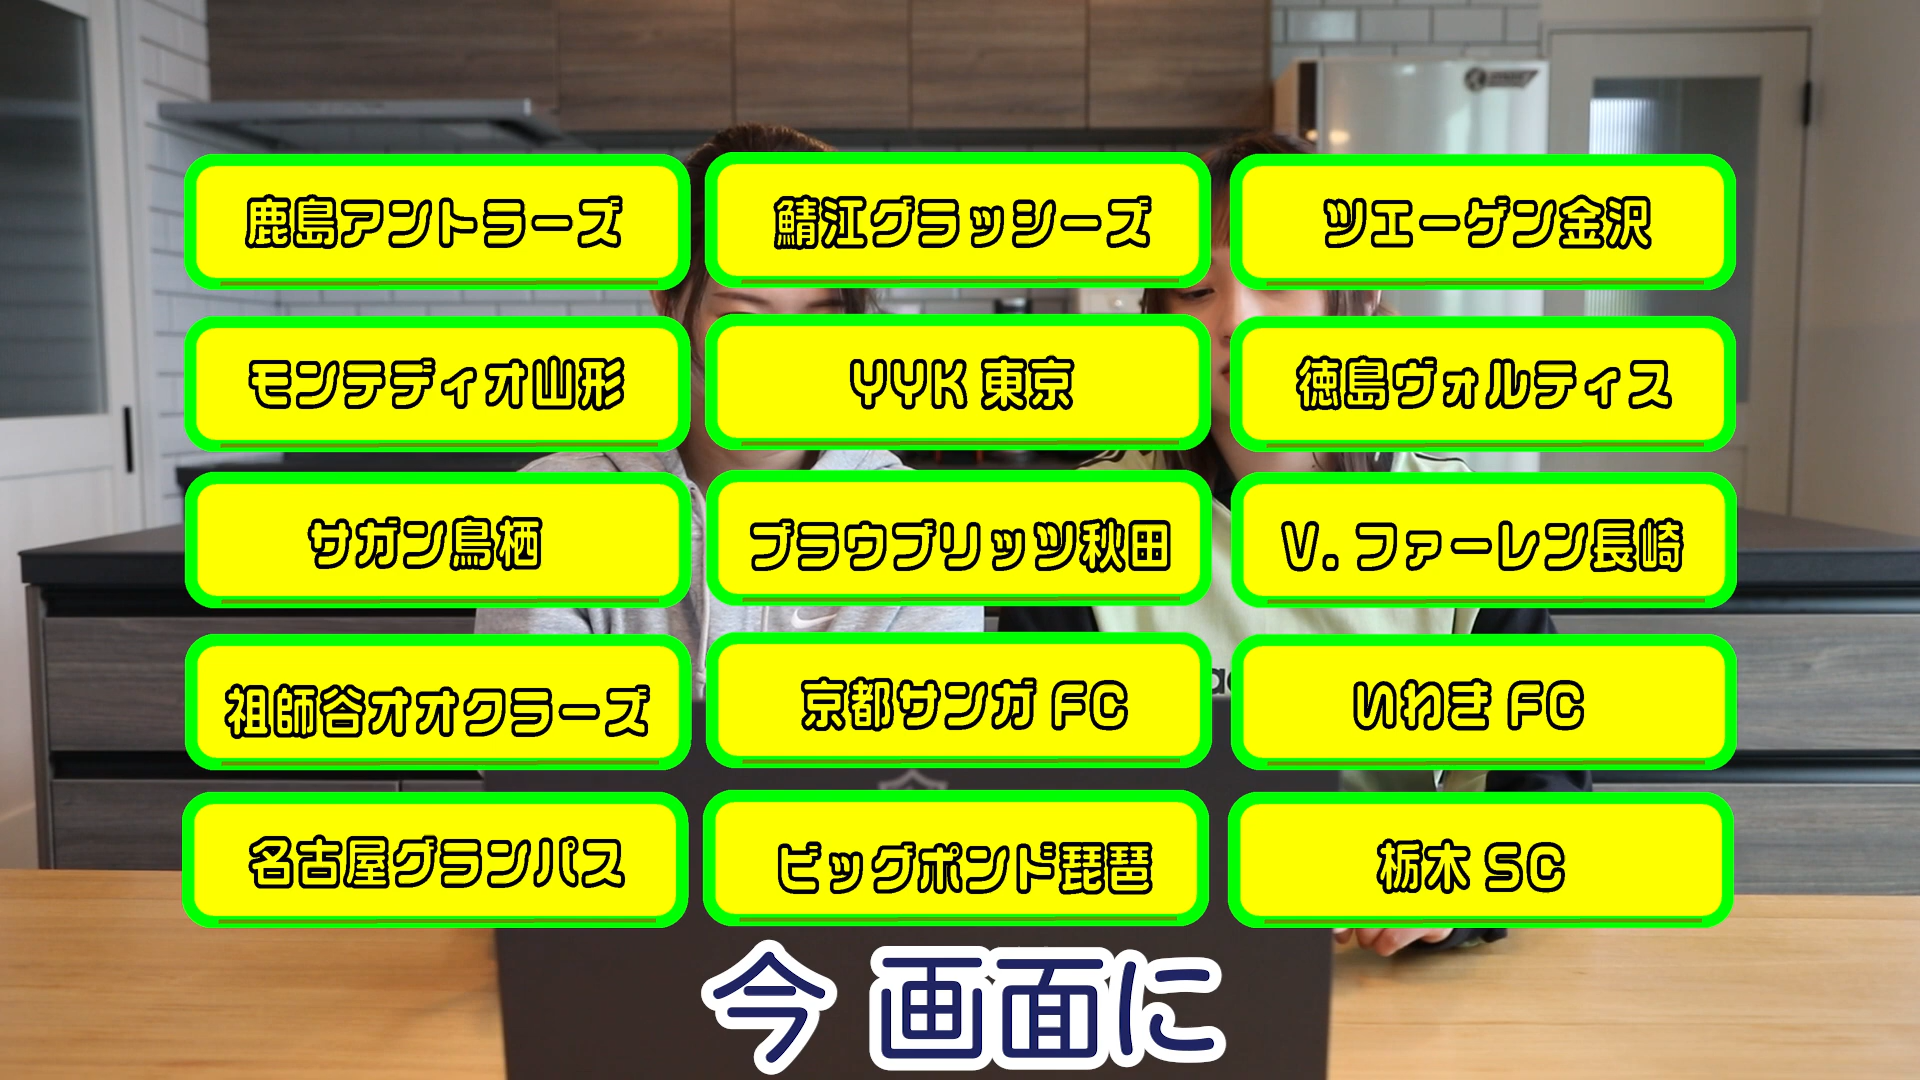 鹿島アントラーズ
鯖江グラッシーズ
ツエーゲン金沢
モンテディオ山形
YYK 東京
徳島ヴォルティス
サガン鳥栖
ブラウブリッツ秋田
V. ファーレン長崎
祖師谷オオクラーズ
京都サンガ FC
いわき FC
名古屋グランパス
ビッグポンド琵琶
栃木 SC
今 画面に